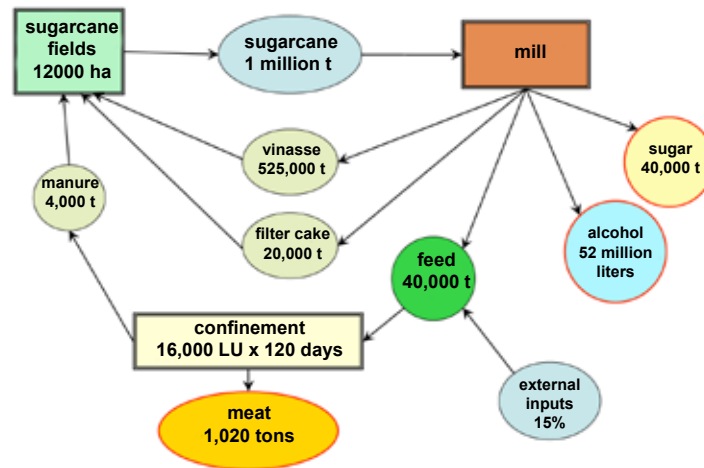 sugarcane
fields
12000 ha
sugarcane
1 million t
mill
vinasse
525,000 t
sugar
40,000 t
manure
4,000 t
filter cake
20,000 t
alcohol
52 million
liters
feed
40,000 t
confinement
16,000 LU x 120 days
external
inputs
15%
meat
1,020 tons